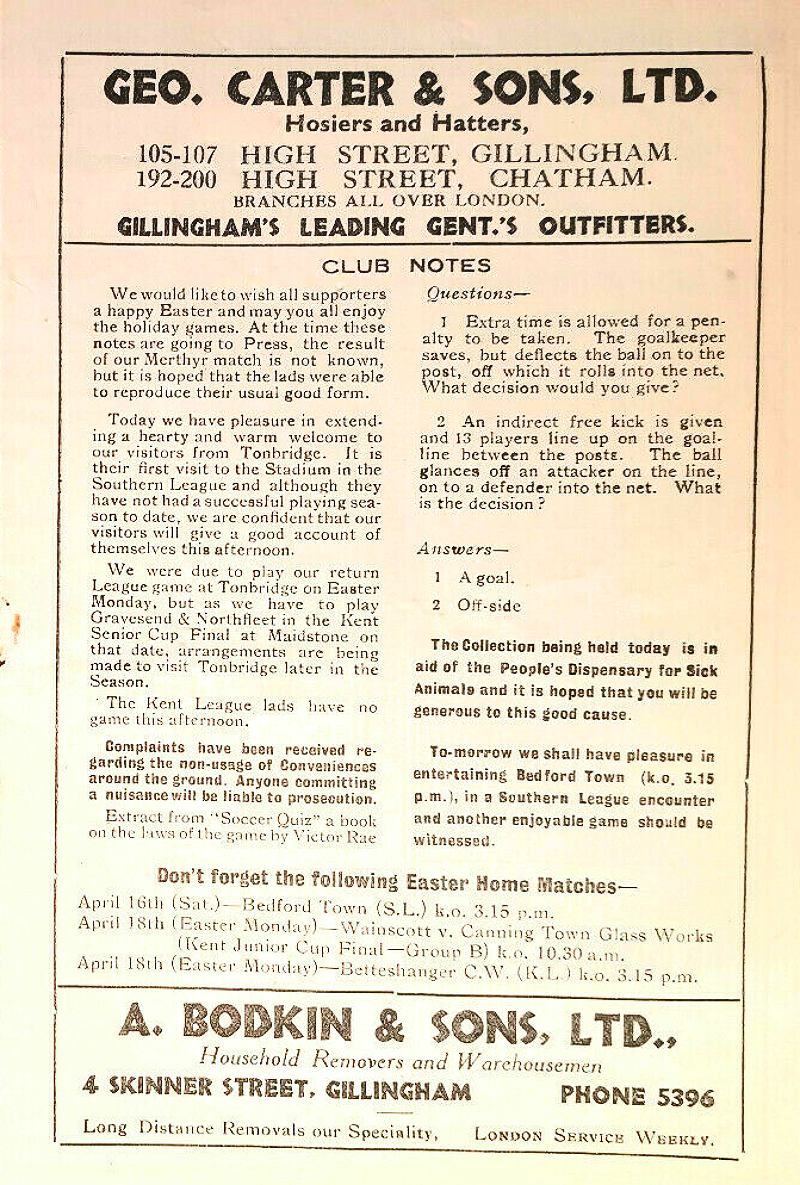 GEO. CARTER & SONS, LTD.
Hosiers and Hatters,
105-107 HIGH STREET, GILLINGHAM.
192-200 HIGH STREET, CHATHAM.
BRANCHES ALL OVER LONDON.
GILLINGHAM'S LEADING GENT.'S OUTFITTERS.
CLUB NOTES
We would like to wish all supporters
a happy Easter and may you all enjoy
the holiday games. At the time these
notes are going to Press, the result
of our Merthyr match is not known,
but it is hoped that the lads were able
to reproduce their usual good form.
Today we have pleasure in extend-
ing a hearty and warm welcome to
our visitors from Tonbridge. It is
their first visit to the Stadium in the
Southern League and although they
have not had a successful playing sea-
son to date, we are confident that our
visitors will give a good account of
themselves this afternoon.
We were due to play our return
League game at Tonbridge on Easter
Monday, but as we have to play
Gravesend & Northfleet in the Kent
Senior Cup Final at Maidstone on
that date, arrangements are being
made to visit Tonbridge later in the
Season.
The Kent League lads have no
game this afternoon.
Complaints have been received re-
garding the non-usage of Conveniences
around the ground. Anyone committing
a nuisance will be liable to prosecution.
Extract from "Soccer Quiz" a book
on the laws of the game by Victor Rae
Questions—
1 Extra time is allowed for a pen-
alty to be taken. The goalkeeper
saves, but deflects the ball on to the
post, off which it rolls into the net.
What decision would you give?
2 An indirect free kick is given
and 13 players line up on the goal-
line between the posts. The ball
glances off an attacker on the line,
on to a defender into the net. What
is the decision?
Answers—
1 A goal.
2 Off-side
The Collection being held today is in
aid of the People's Dispensary for Sick
Animals and it is hoped that you will be
generous to this good cause.
To-morrow we shall have pleasure in
entertaining Bedford Town (k.o. 3.15
p.m.), in a Southern League encounter
and another enjoyable game should be
witnessed.
Don't forget the following Easter Home Matches—
April 16th (Sat.)—Bedford Town (S.L.) k.o. 3.15 p.m.
April 18th (Easter Monday)—Wainscott v. Canning Town Glass Works
(Kent Junior Cup Final—Group B) k.o. 10.30 a.m.
April 18th (Easter Monday)—Betteshanger C.W. (K.L.) k.o. 3.15 p.m.
A. BODKIN & SONS, LTD.,
Household Removers and Warehousemen
4 SKINNER STREET, GILLINGHAM PHONE 5396
Long Distance Removals our Speciality, LONDON SERVICE WEEKLY.